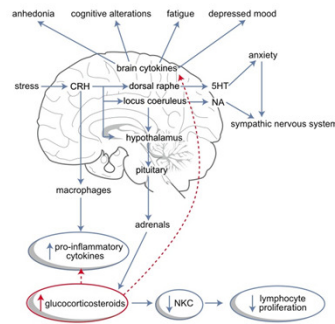 anhedonia cognitive alterations fatigue depressed mood
brain cytokines
anxiety
stress CRH dorsal raphe 5HT
locus coeruleus NA
sympathic nervous system
hypothalamus
pituitary
macrophages
adrenals
pro-inflammatory
cytokines
glucocorticosteroids NKC lymphocyte
proliferation